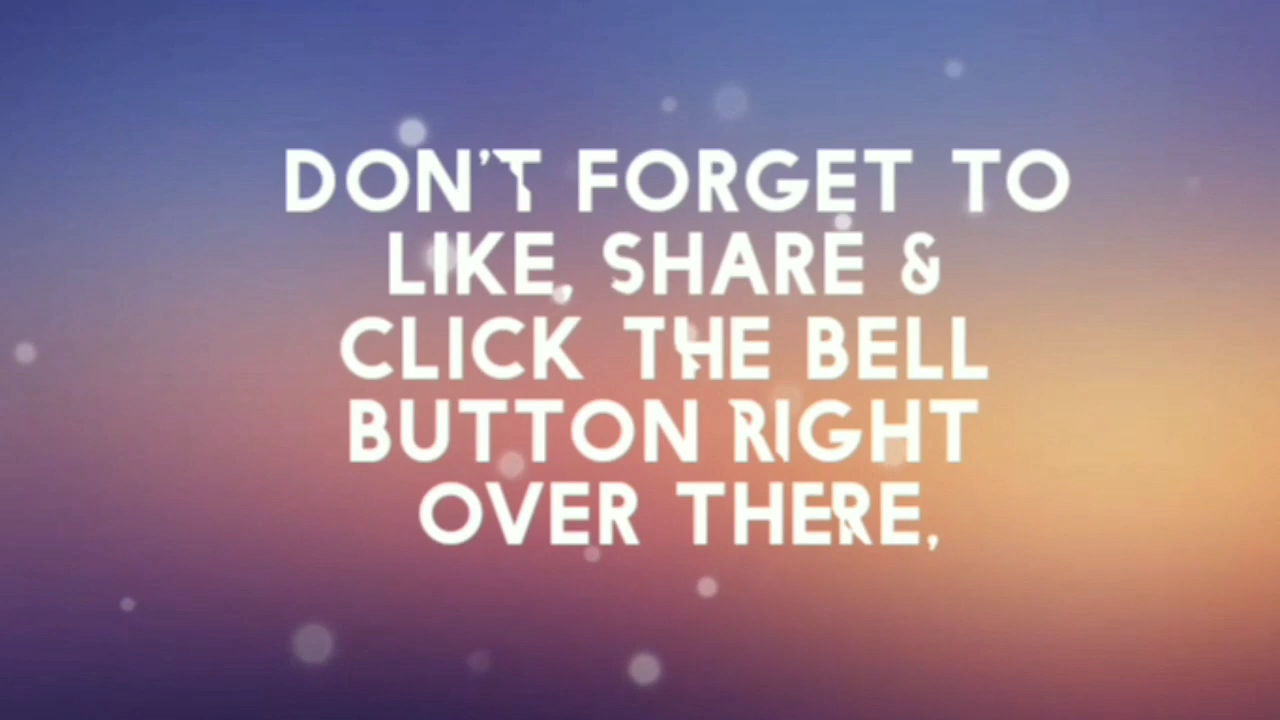 DON'T FORGET TO
LIKE, SHARE &
CLICK THE BELL
BUTTON RIGHT
OVER THERE,